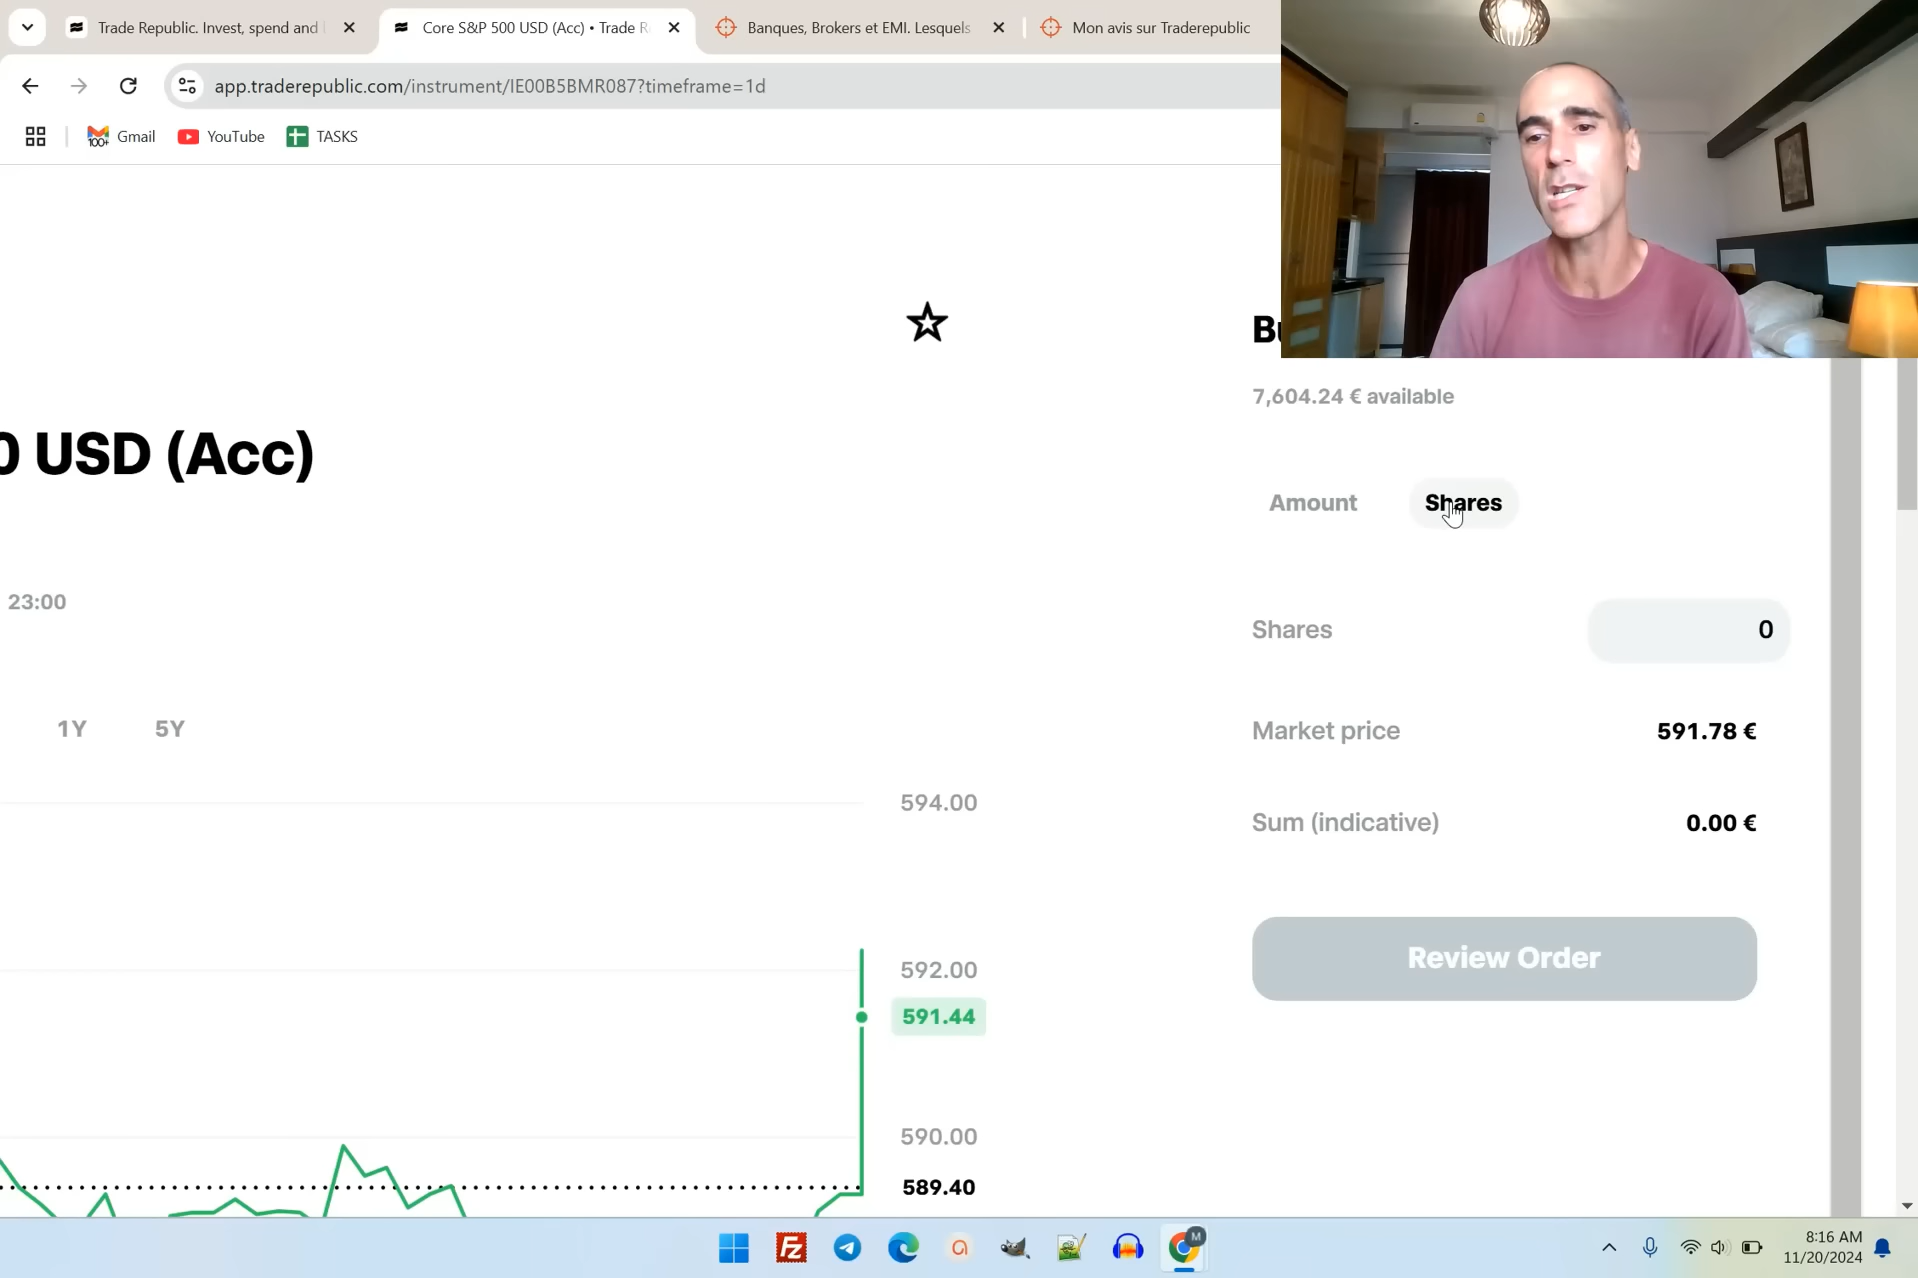 Trade Republic. Invest, spend and
Core S&P 500 USD (Acc) • Trade R
Banques, Brokers et EMI. Lesquels
Mon avis sur Traderepublic
app.traderepublic.com/instrument/IE00B5BMR087?timeframe=1d
Gmail
YouTube
TASKS
7,604.24 € available
0 USD (Acc)
Amount
Shares
23:00
Shares
0
1Y
5Y
Market price
591.78 €
594.00
Sum (indicative)
0.00 €
Review Order
592.00
591.44
590.00
589.40
8:16 AM
11/20/2024